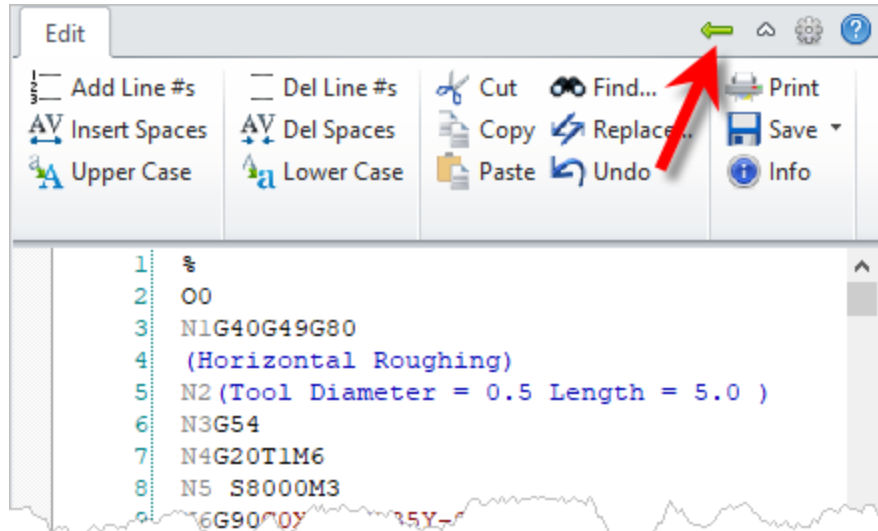 Edit
Add Line #s Del Line #s Cut Find... Print
Insert Spaces Del Spaces Copy Replace... Save
Upper Case Lower Case Paste Undo Info
1 %
2 O0
3 N1G40G49G80
4 (Horizontal Roughing)
5 N2(Tool Diameter = 0.5 Length = 5.0 )
6 N3G54
7 N4G20T1M6
8 N5 S8000M3